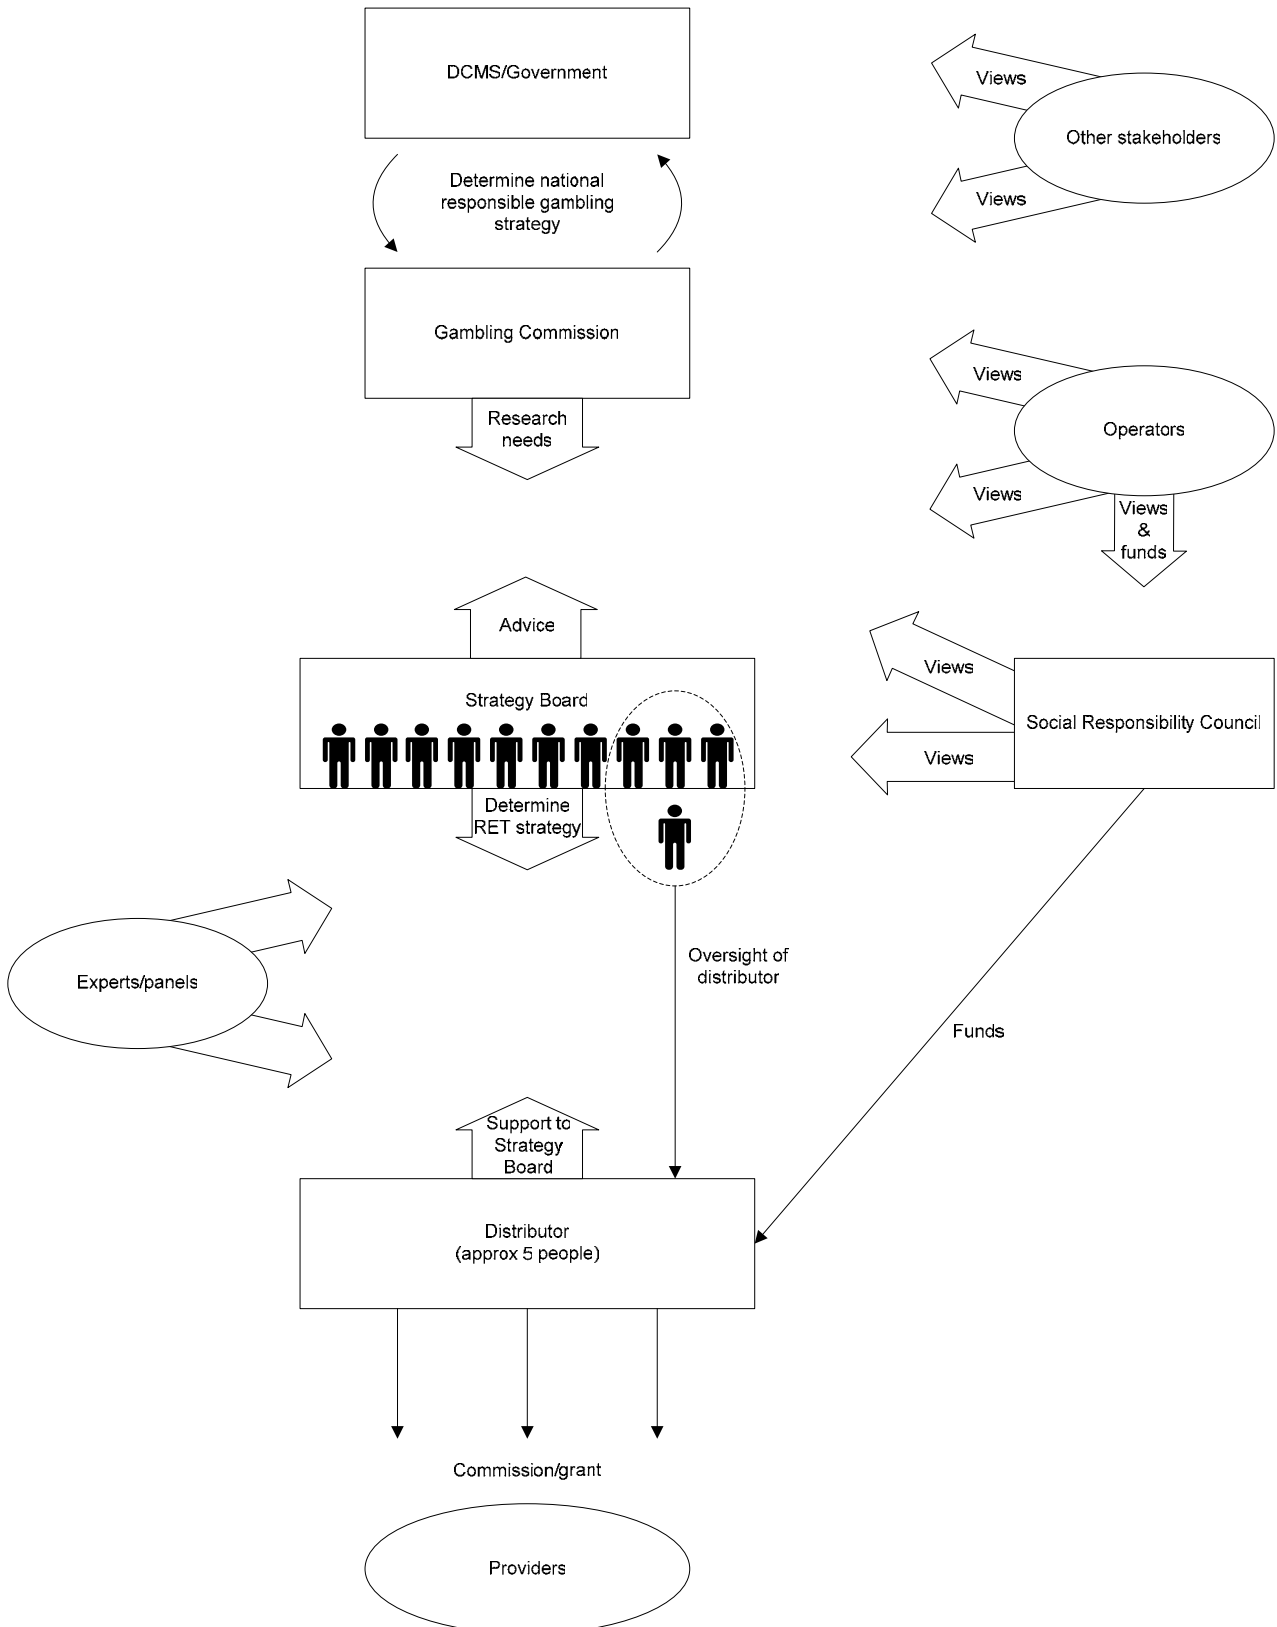 DCMS/Government
Views
Other stakeholders
Determine national
responsible gambling
strategy
Views
Gambling Commission
Views
Research
needs
Operators
Views
Views
&
funds
Advice
Views
Strategy Board
Social Responsibility Council
Views
Determine
RET strategy
Oversight of
distributor
Experts/panels
Funds
Support to
Strategy
Board
Distributor
(approx 5 people)
Commission/grant
Providers